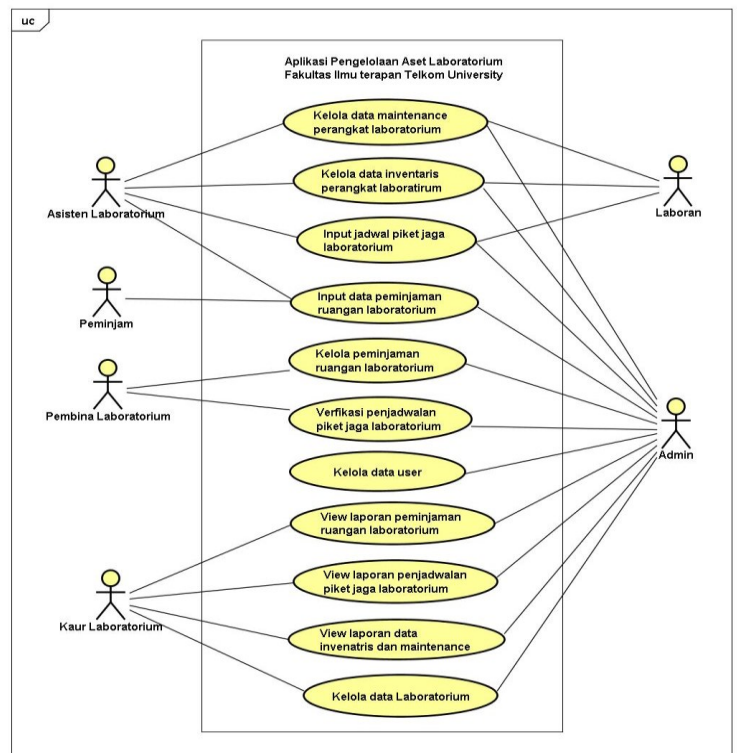 uc
Aplikasi Pengelolaan Aset Laboratorium
Fakultas Ilmu terapan Telkom University
Kelola data maintenance
perangkat laboratorium
Kelola data inventaris
perangkat laboratirum
Input jadwal piket jaga
laboratorium
Input data peminjaman
ruangan laboratorium
Kelola peminjaman
ruangan laboratorium
Verfikasi penjadwalan
piket jaga laboratorium
Kelola data user
View laporan peminjaman
ruangan laboratorium
View laporan penjadwalan
piket jaga laboratorium
View laporan data
invenatris dan maintenance
Kelola data Laboratorium
Asisten Laboratorium
Peminjam
Pembina Laboratorium
Kaur Laboratorium
Laboran
Admin